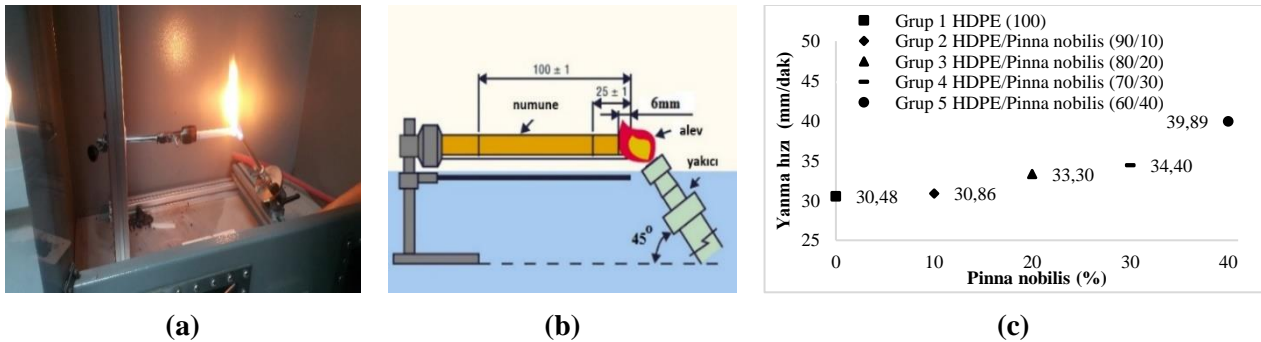 100 ± 1
25 ± 1
numune
6mm
alev
yakıcı
45°
Grup 1 HDPE (100)
Grup 2 HDPE/Pinna nobilis (90/10)
Grup 3 HDPE/Pinna nobilis (80/20)
Grup 4 HDPE/Pinna nobilis (70/30)
Grup 5 HDPE/Pinna nobilis (60/40)
Yanma hızı (mm/dak)
50
45
40
35
30
25
30,48
30,86
33,30
34,40
39,89
0
10
20
30
40
Pinna nobilis (%)
(a)
(b)
(c)